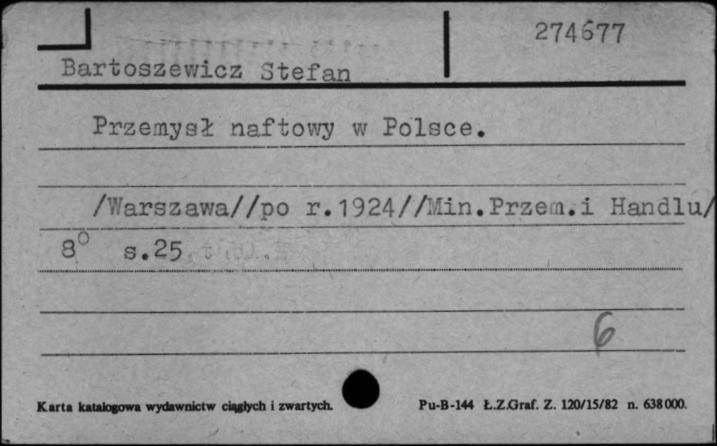 274677
Bartoszewicz Stefan
Przemysł naftowy w Polsce.
/Warszawa//po r.1924//Min.Przem.i Handlu/
8° s.25
6
Karta katalogowa wydawnictw ciągłych i zwartych. Pu-B-144 Ł.Z.Graf. Z. 120/15/82 n. 638000.